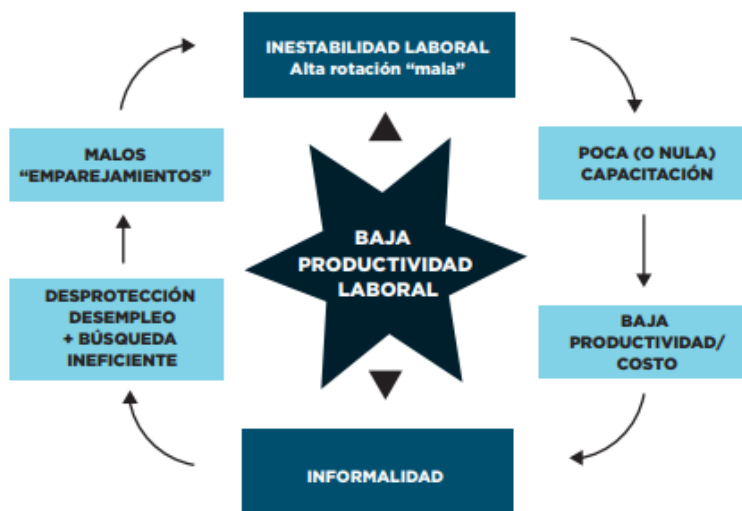 INESTABILIDAD LABORAL
Alta rotación “mala”
MALOS
“EMPAREJAMIENTOS”
POCA (O NULA)
CAPACITACIÓN
BAJA
PRODUCTIVIDAD
LABORAL
DESPROTECCIÓN
DESEMPLEO
+ BÚSQUEDA
INEFICIENTE
BAJA
PRODUCTIVIDAD/
COSTO
INFORMALIDAD